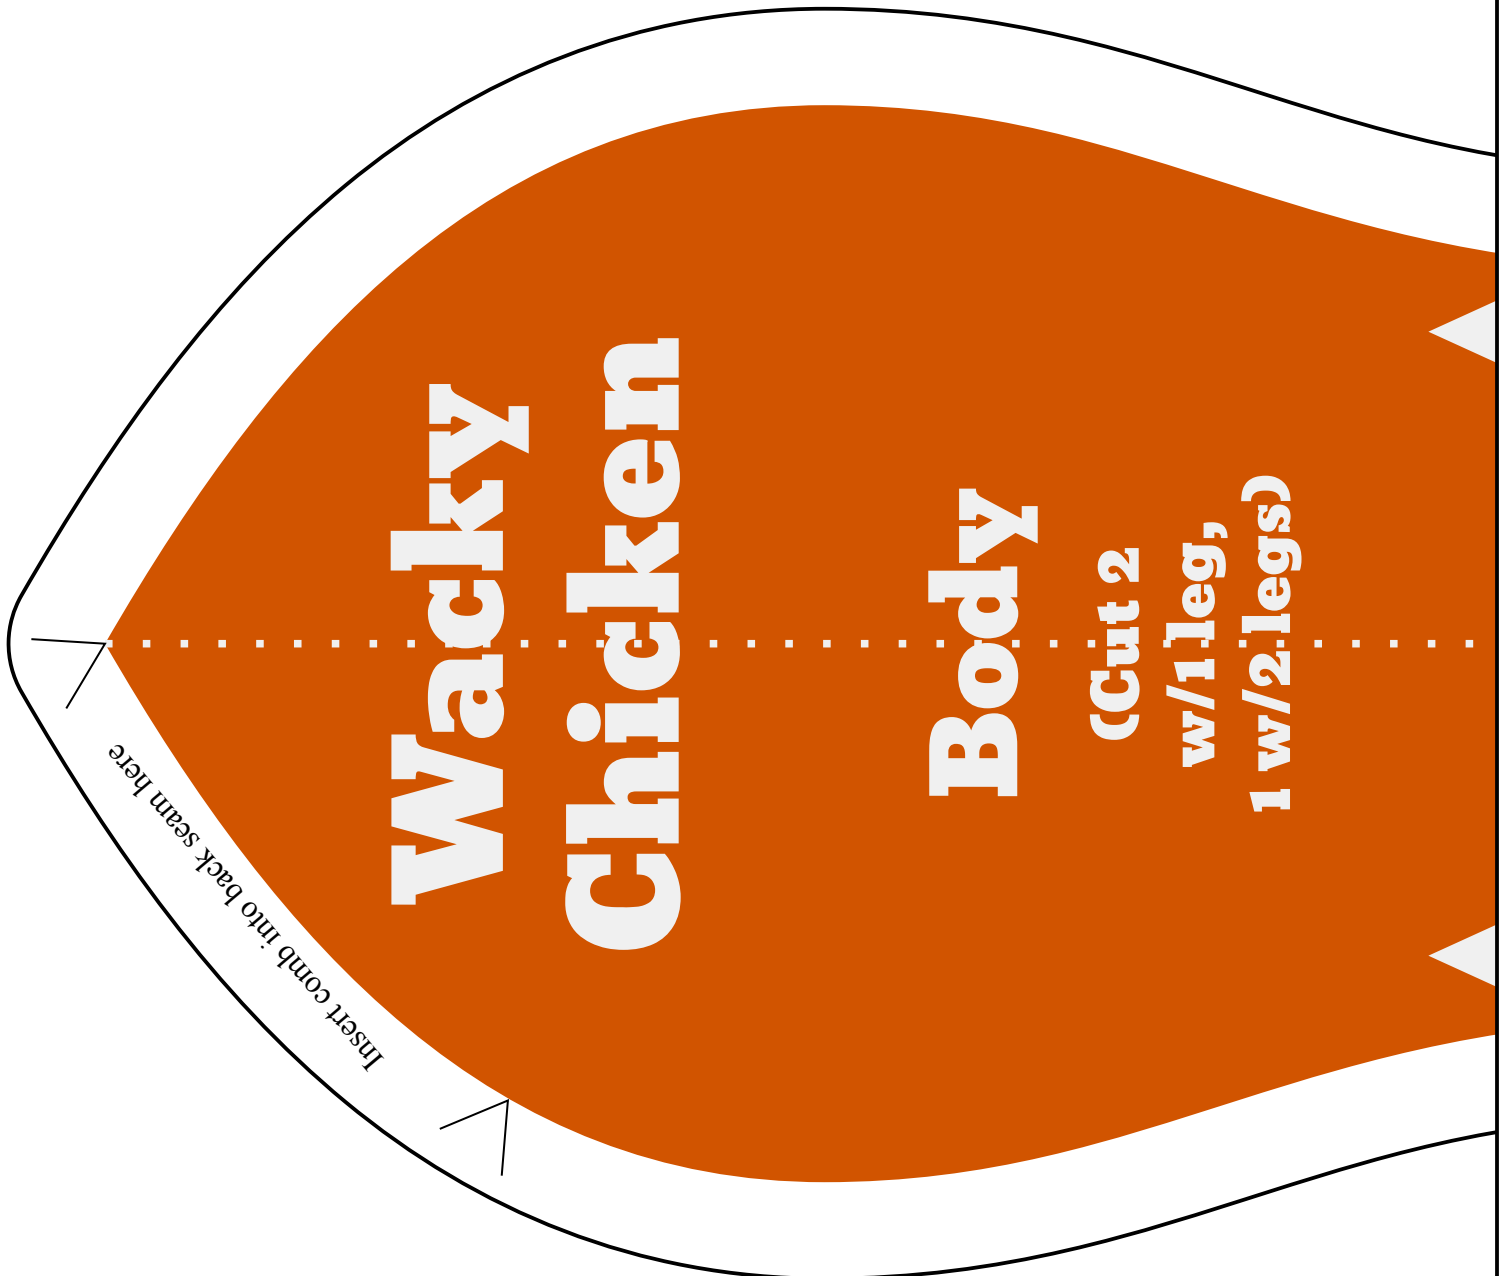 Wacky
Chicken
Body
(Cut 2
w/1 leg,
1 w/2 legs)
Insert comb into back seam here